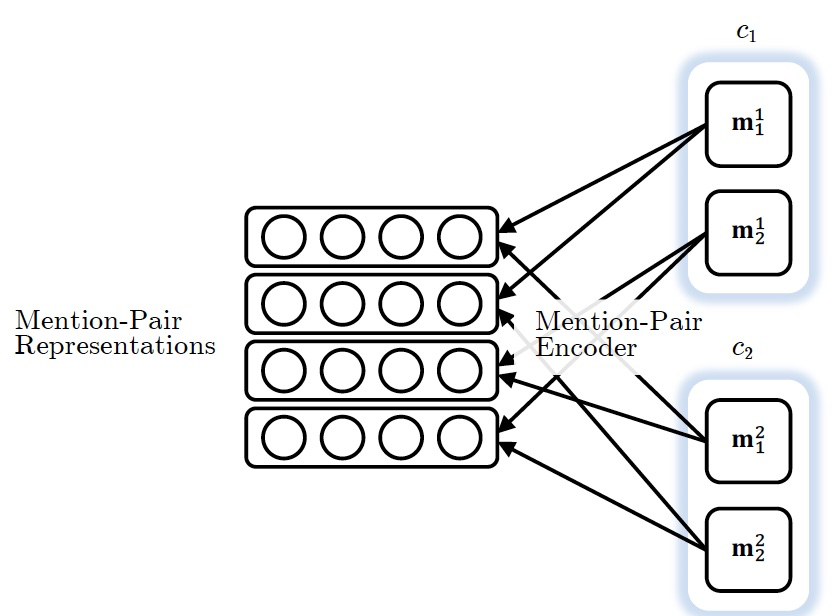 c₁
m₁¹
m₂¹
Mention-Pair
Representations
Mention-Pair
Encoder
c₂
m₁²
m₂²